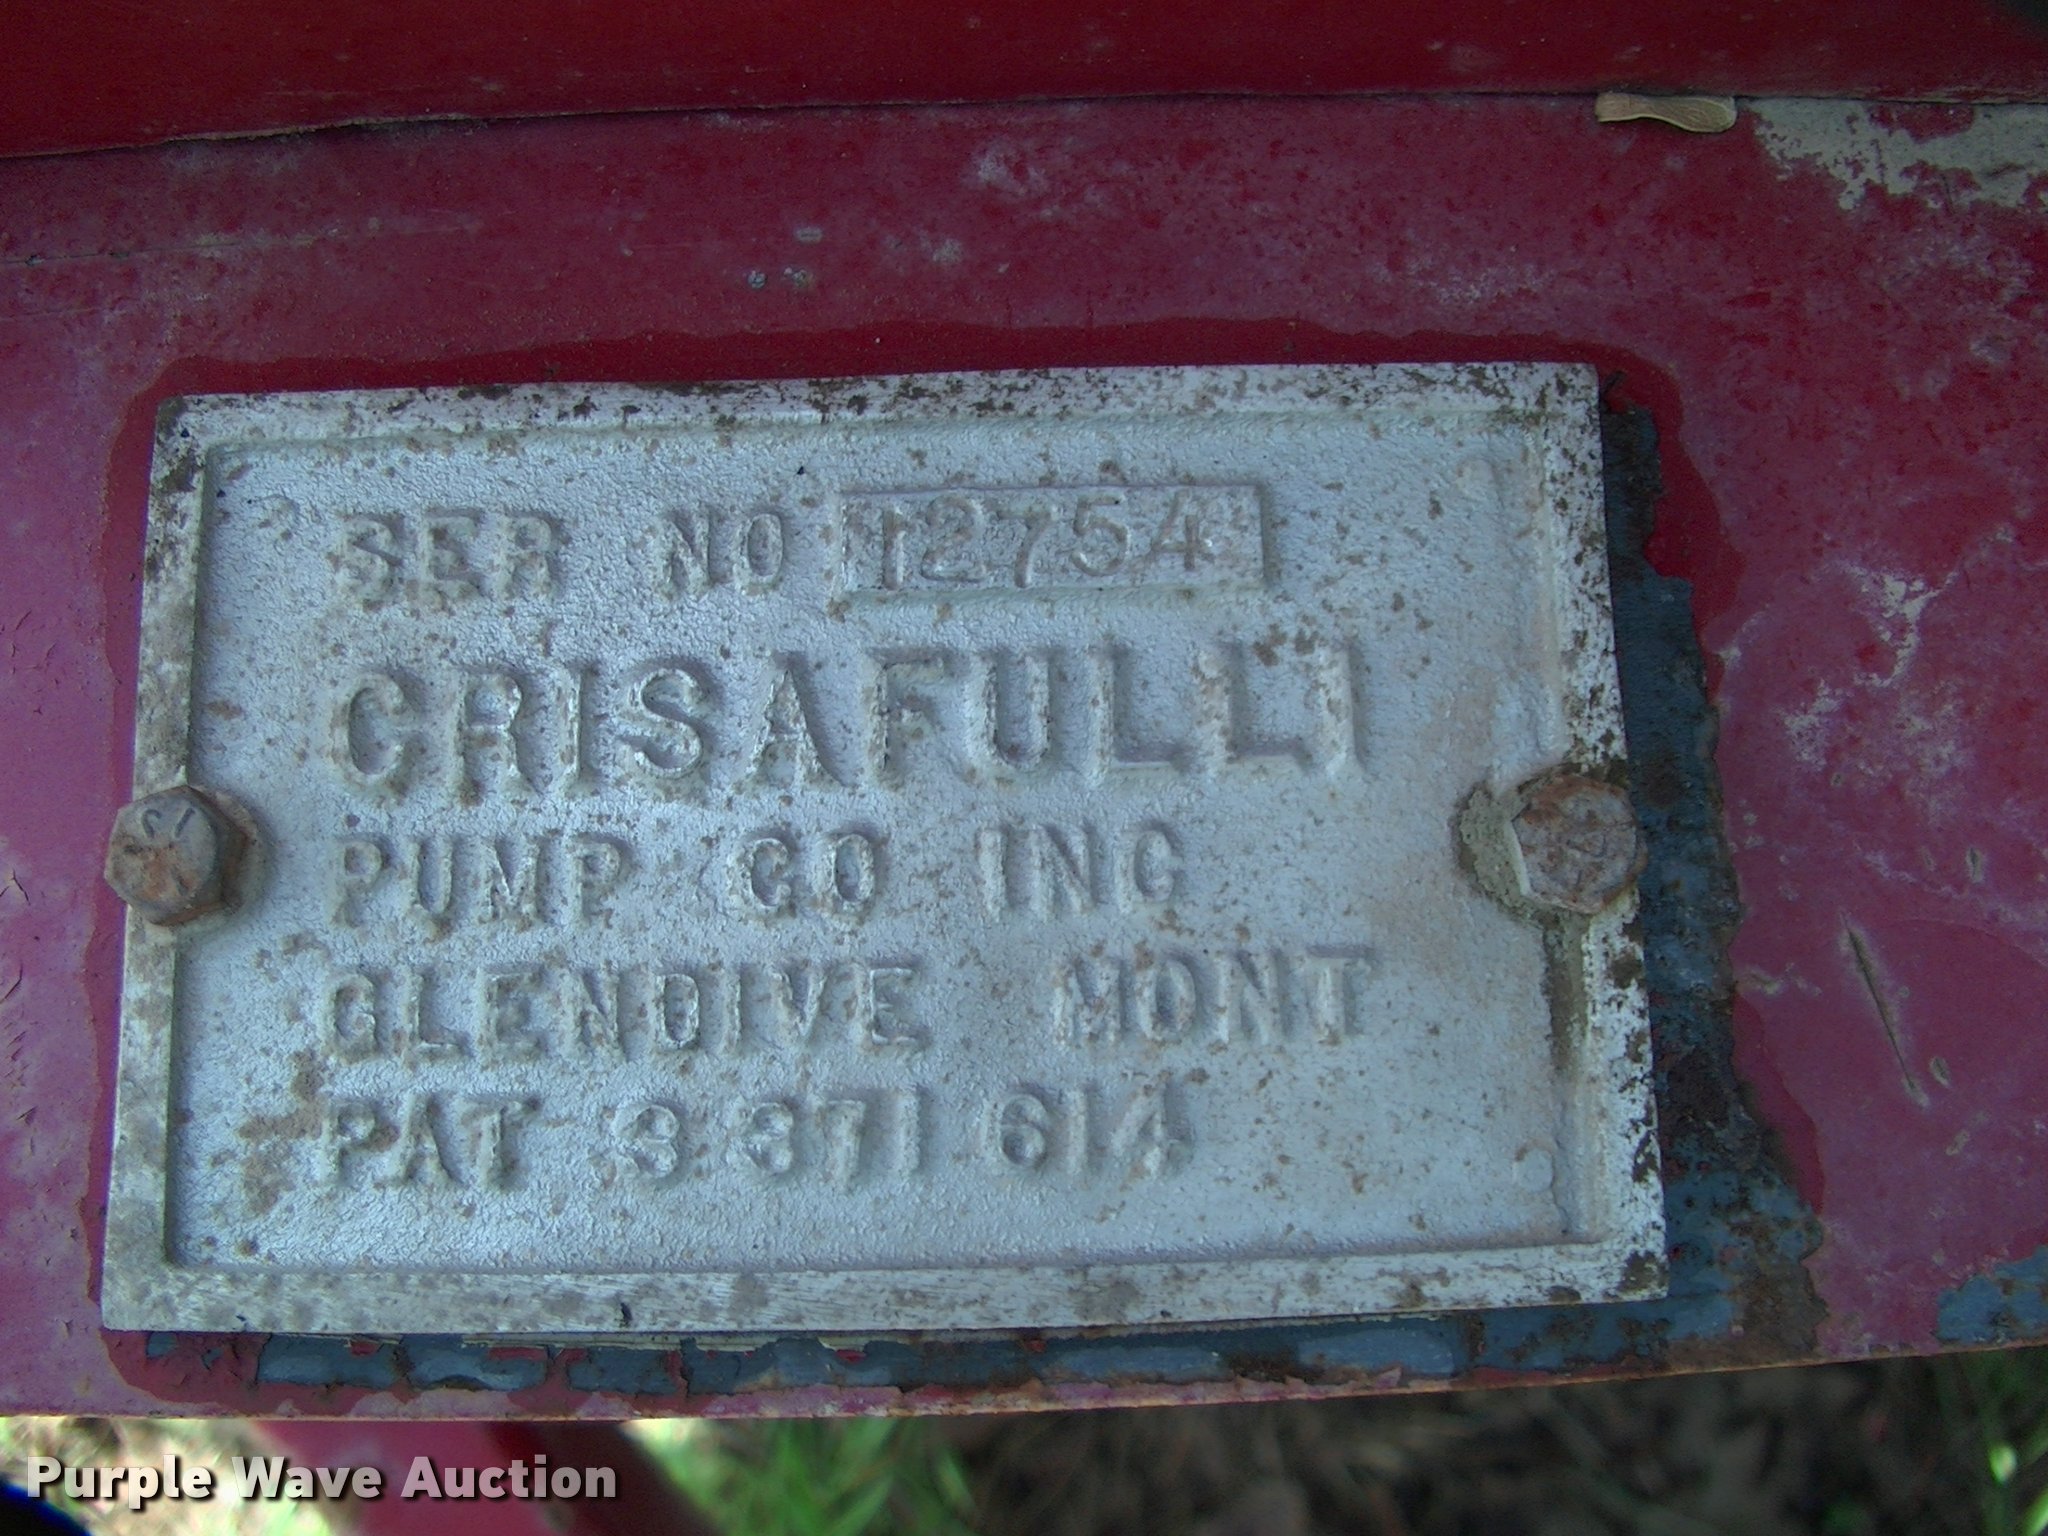 SER NO 12754
CRISAFULLI
PUMP CO INC
GLENDIVE MONT
PAT 3 371 614
Purple Wave Auction